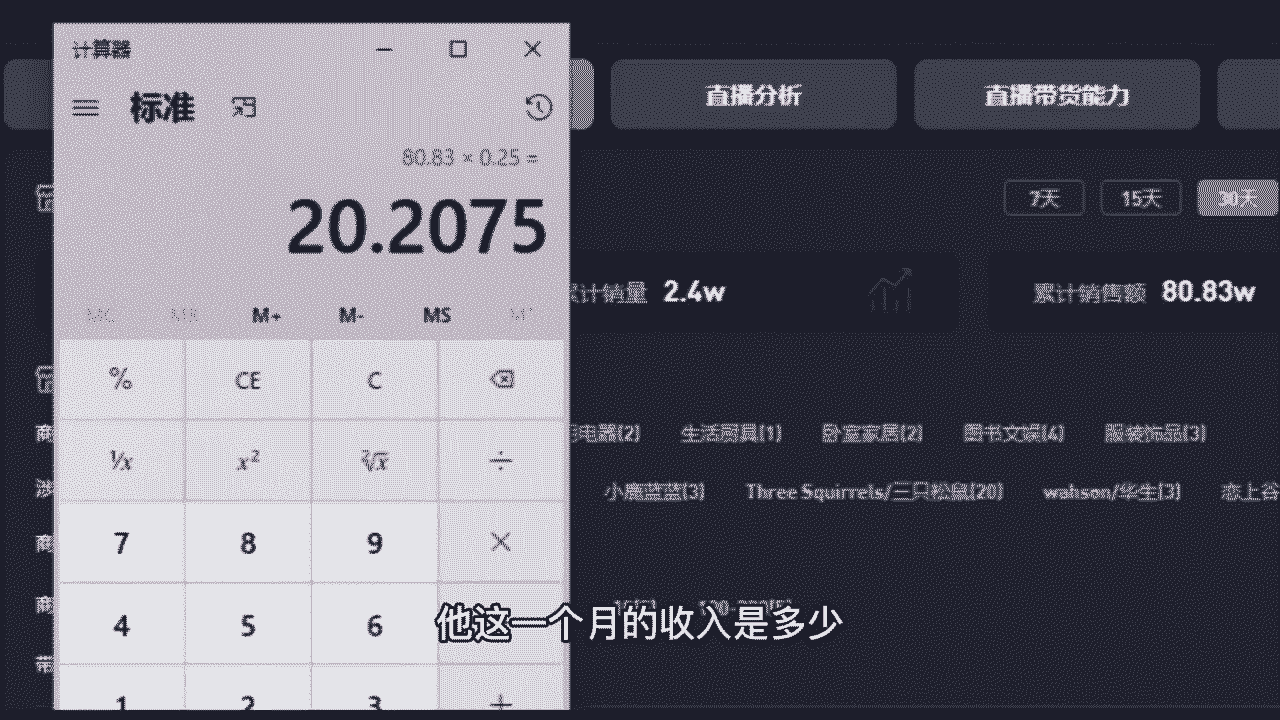 计算器
标准
直播分析
直播带货能力
80.83 × 0.25 =
20.2075
7天
15天
30天
累计销量 2.4w
累计销售额 80.83w
M+ M- MS
% CE C
电器(2) 生活厨具(1) 卧室家居(2) 图书文娱(4) 服装饰品(3)
⅟x x² ²√x ÷
小鹿蓝蓝(3) Three Squirrels/三只松鼠(20) wahson/华生(3) 恋上谷
7 8 9 ×
4 5 6
他这一个月的收入是多少
1 2 3 +